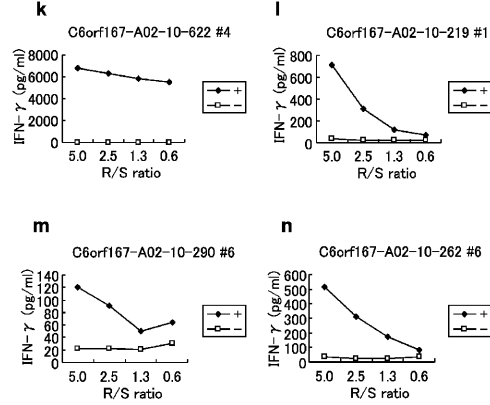 k
C6orf167-A02-10-622 #4
IFN-γ (pg/ml)
8000
6000
4000
2000
0
5.0 2.5 1.3 0.6
R/S ratio
+
−
l
C6orf167-A02-10-219 #1
IFN-γ (pg/ml)
800
600
400
200
0
5.0 2.5 1.3 0.6
R/S ratio
+
−
m
C6orf167-A02-10-290 #6
IFN-γ (pg/ml)
140
120
100
80
60
40
20
0
5.0 2.5 1.3 0.6
R/S ratio
+
−
n
C6orf167-A02-10-262 #6
IFN-γ (pg/ml)
600
500
400
300
200
100
0
5.0 2.5 1.3 0.6
R/S ratio
+
−